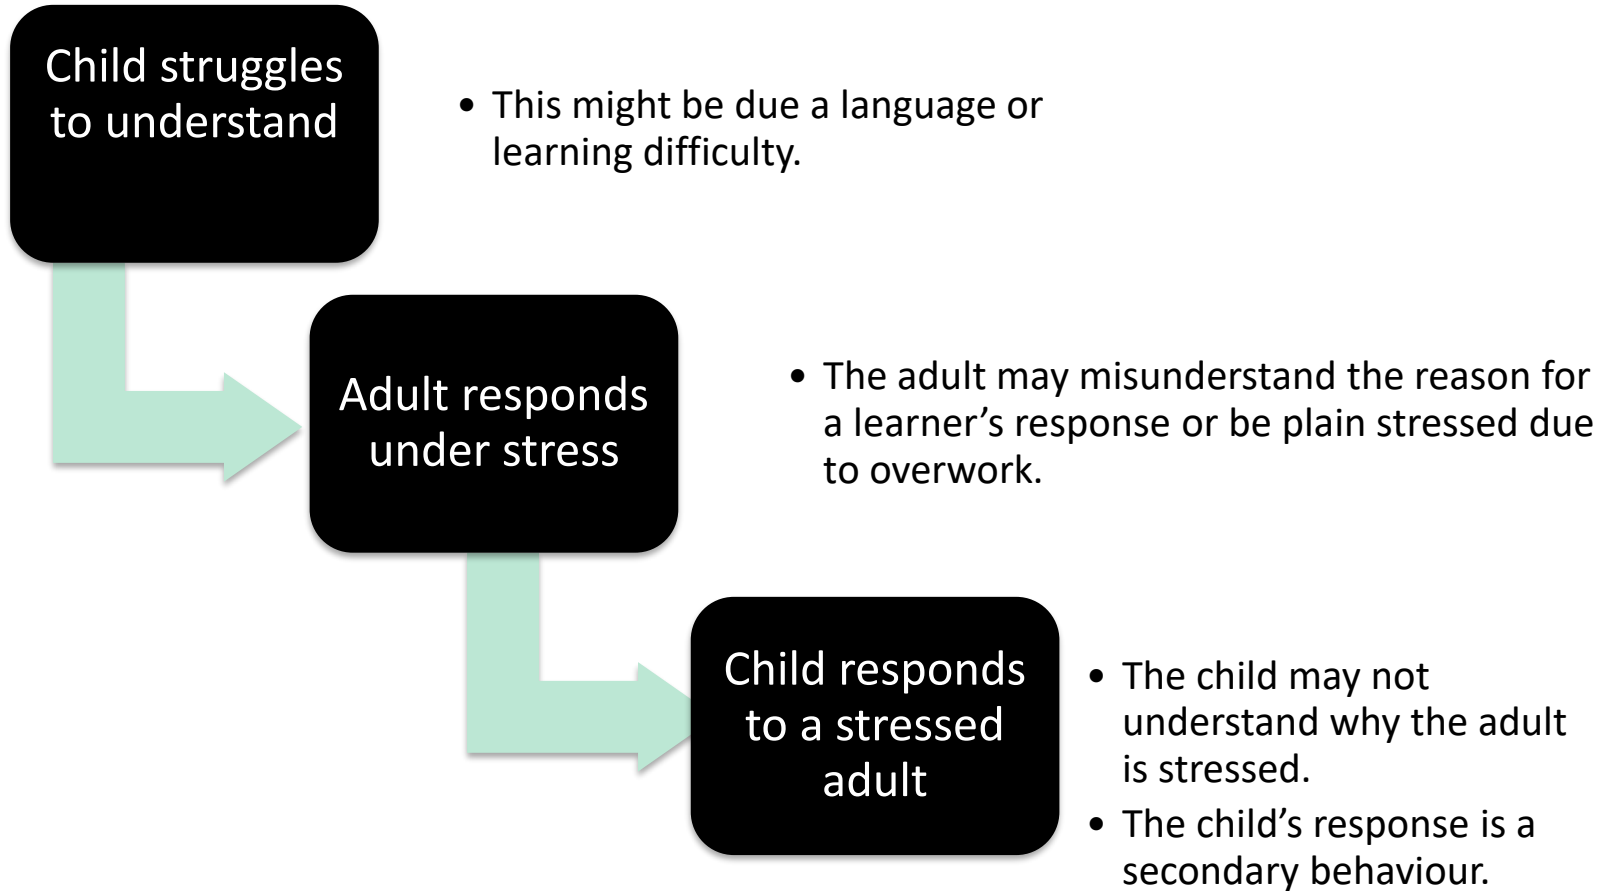 Child struggles
to understand
• This might be due a language or
learning difficulty.
Adult responds
under stress
• The adult may misunderstand the reason for
a learner’s response or be plain stressed due
to overwork.
Child responds
to a stressed
adult
• The child may not
understand why the adult
is stressed.
• The child’s response is a
secondary behaviour.